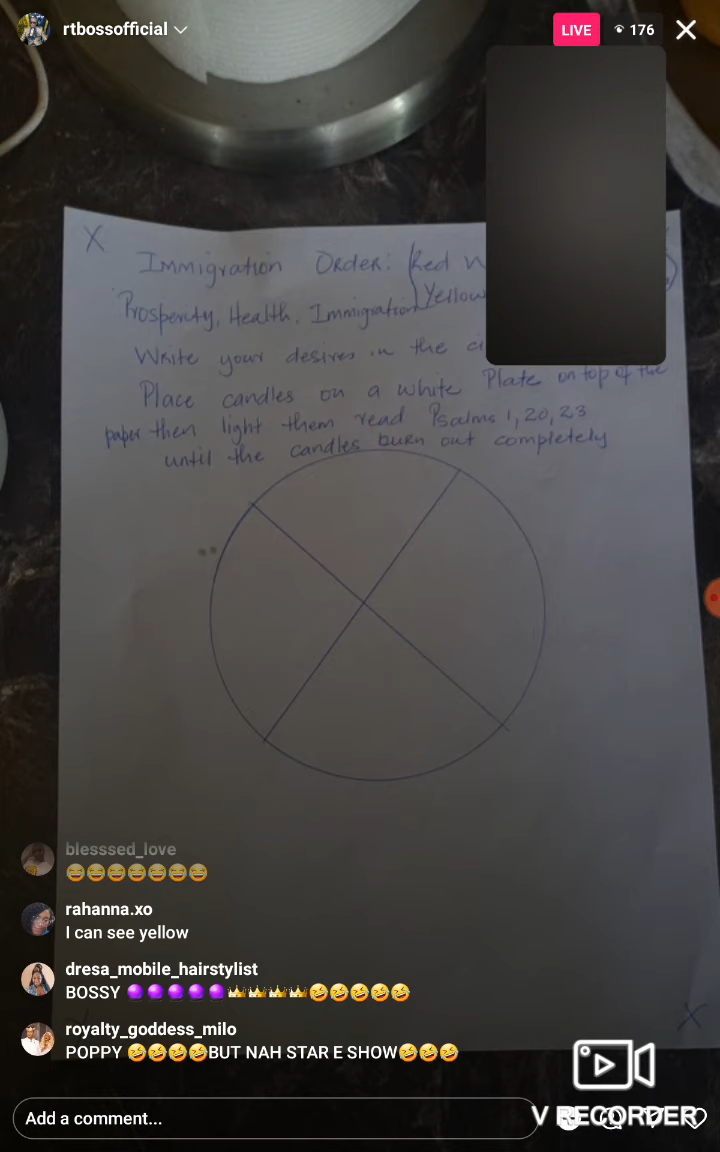 rtbossofficial
LIVE
176
X
Immigration Order: (Red
Prosperity, Health, Immigration Yellow
Write your desires in the
Place candles on a white Plate on top of the
paper then light them read Psalms 1, 20, 23
until the candles burn out completely
blesssed_love
😂😂😂😂😂😂😂
rahanna.xo
I can see yellow
dresa_mobile_hairstylist
BOSSY 🟣🟣🟣🟣🟣👑👑👑👑🤣🤣🤣🤣🤣
royalty_goddess_milo
POPPY 🤣🤣🤣🤣BUT NAH STAR E SHOW🤣🤣🤣
X
Add a comment...
V RECORDER